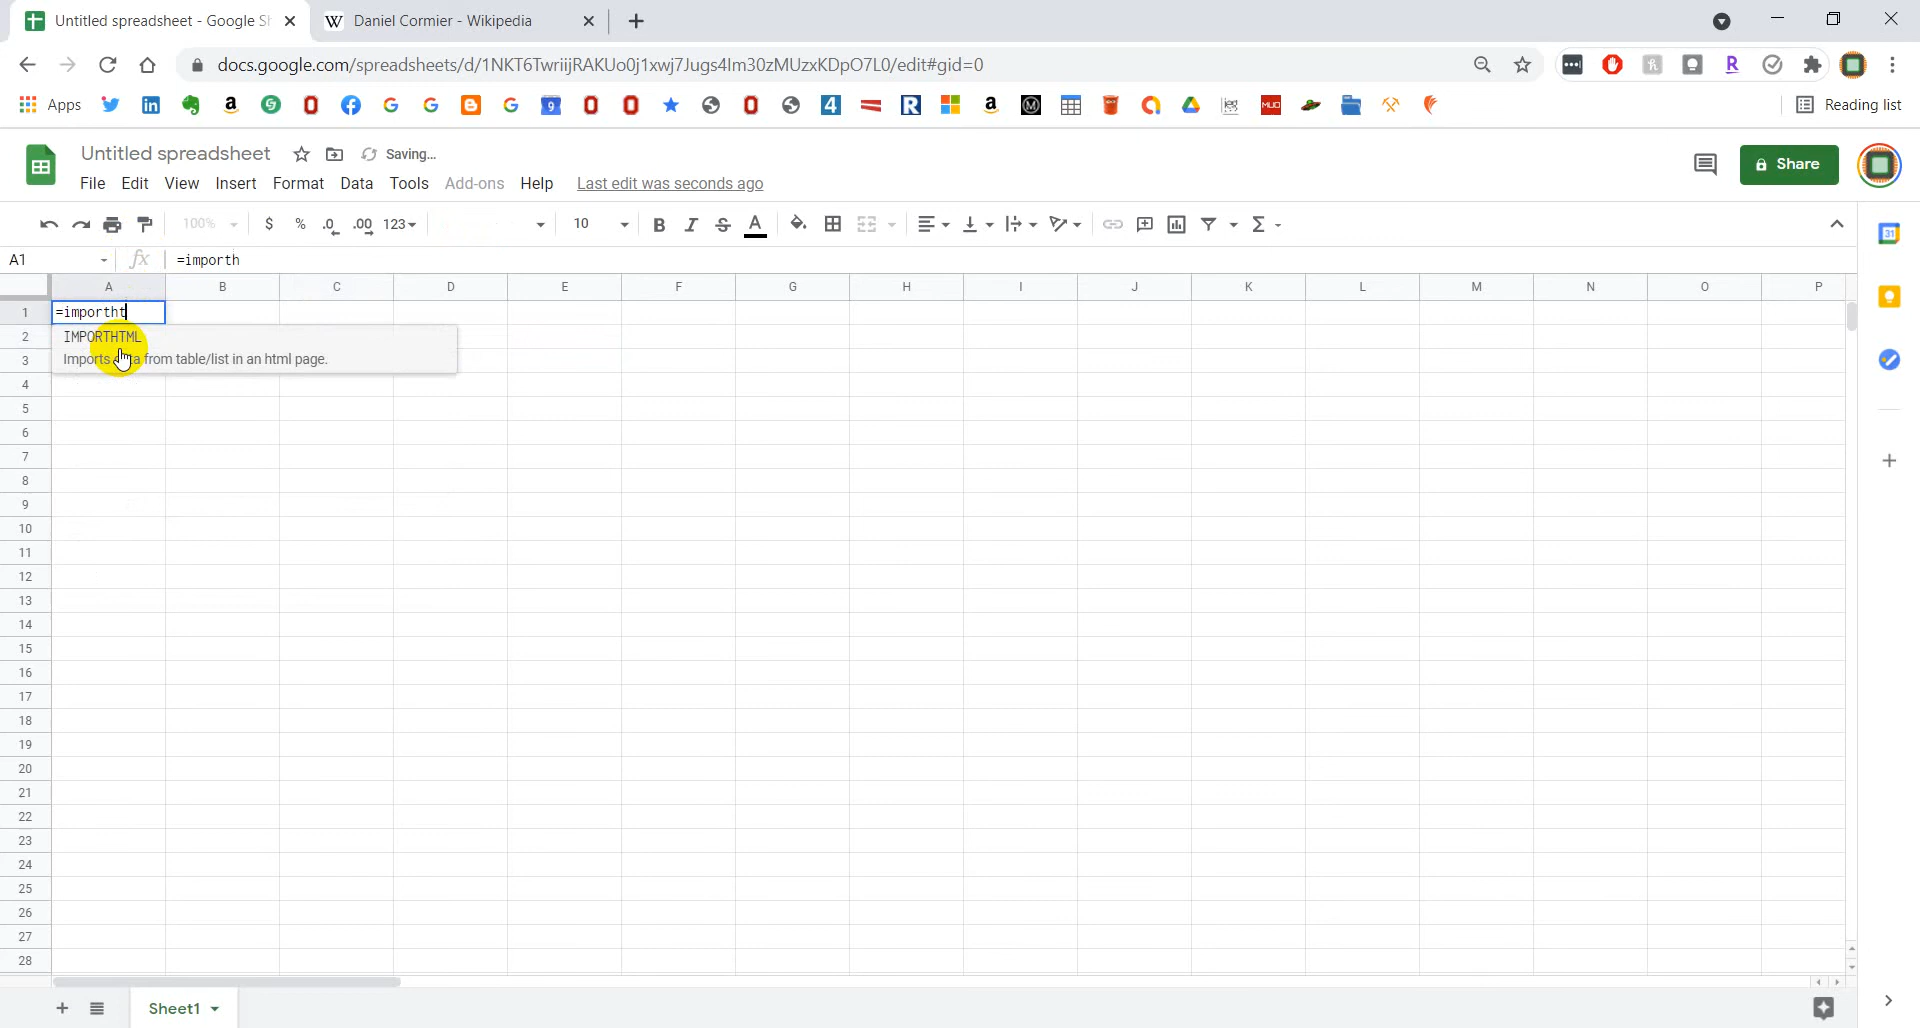 Untitled spreadsheet - Google Sh
Daniel Cormier - Wikipedia
docs.google.com/spreadsheets/d/1NKT6TwriijRAKUo0j1xwj7Jugs4Im30zMUzxKDpO7L0/edit#gid=0
Apps
Reading list
Untitled spreadsheet Saving...
Share
File Edit View Insert Format Data Tools Add-ons Help Last edit was seconds ago
100% $ % .0 .00 123 10 B I S A
A1 fx =importh
A B C D E F G H I J K L M N O P
1 =importht
2 IMPORTHTML
3 Imports data from table/list in an html page.
4
5
6
7
8
9
10
11
12
13
14
15
16
17
18
19
20
21
22
23
24
25
26
27
28
Sheet1